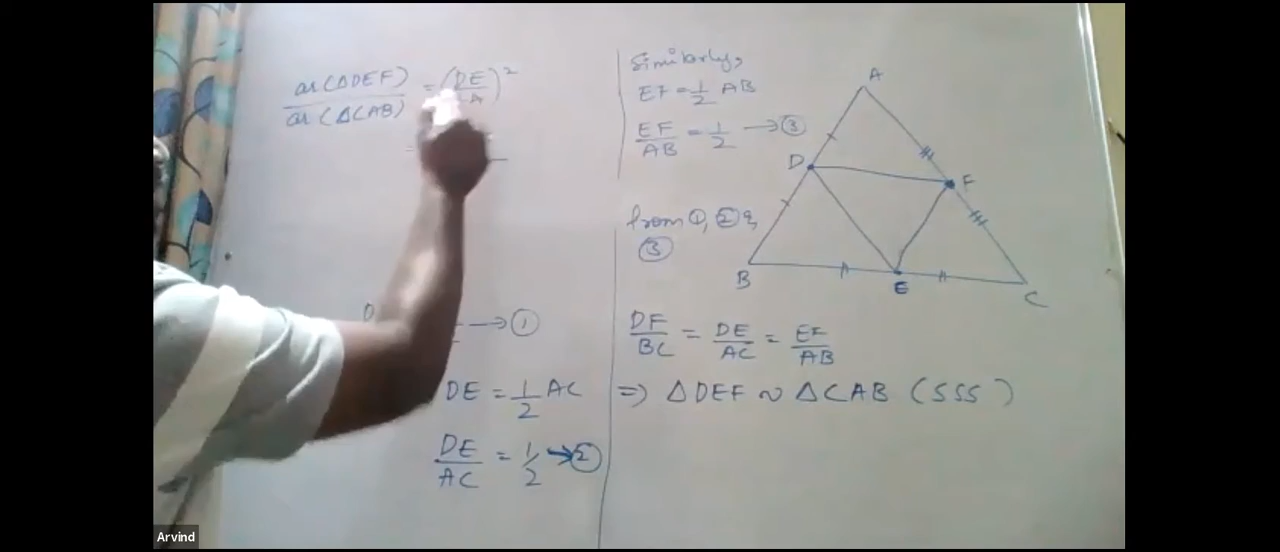 ar(ΔDEF) = (DE
ar(ΔCAB) A)²
D → ①
DE = 1/2 AC
DE/AC = 1/2 → ②
Similarly,
EF = 1/2 AB
EF/AB = 1/2 → ③
from ①, ② &
③
DF/BC = DE/AC = EF/AB
⇒ ΔDEF ~ ΔCAB (SSS)
A
D
F
B
E
C
Arvind